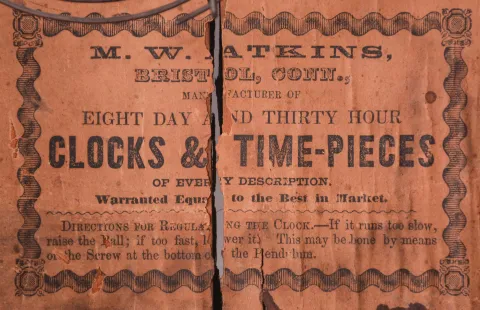 M. W. ATKINS,
BRISTOL, CONN.,
MANUFACTURER OF
EIGHT DAY AND THIRTY HOUR
CLOCKS & TIME-PIECES
OF EVERY DESCRIPTION.
Warranted Equal to the Best in Market.
DIRECTIONS FOR REGULATING THE CLOCK.—If it runs too slow,
raise the Ball; if too fast, lower it. This may be done by means
of the Screw at the bottom of the Pendulum.